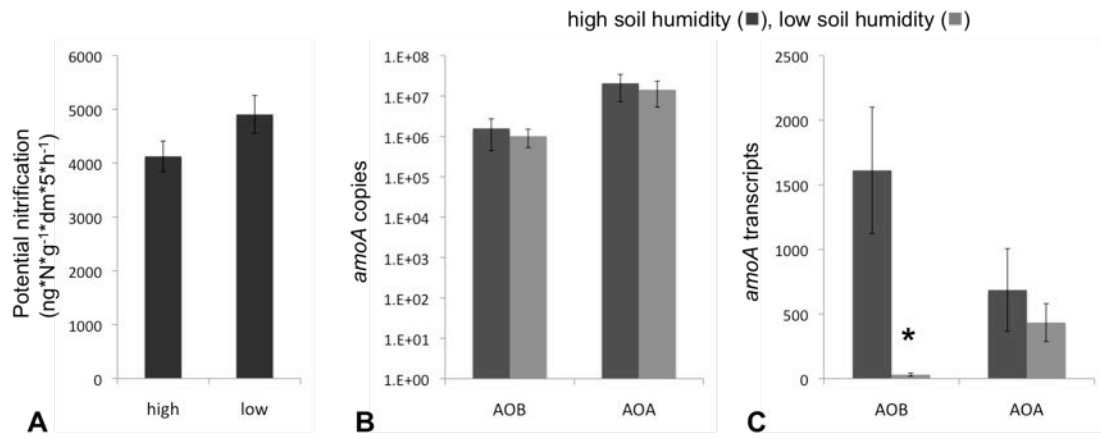 high soil humidity (■), low soil humidity (■)
Potential nitrification
(ng*N*g⁻¹*dm*5*h⁻¹)
6000
5000
4000
3000
2000
1000
0
high low
A
amoA copies
1.E+08
1.E+07
1.E+06
1.E+05
1.E+04
1.E+03
1.E+02
1.E+01
1.E+00
AOB AOA
B
amoA transcripts
2500
2000
1500
1000
500
0
*
AOB AOA
C